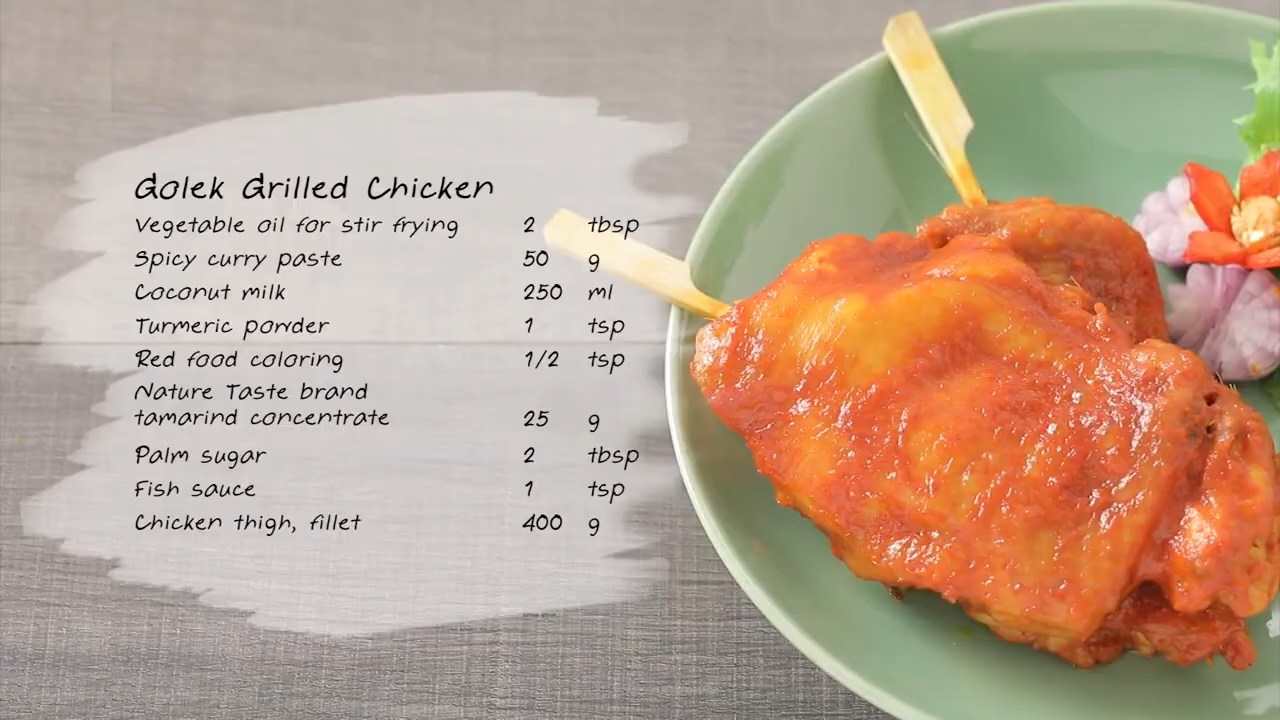 Golek Grilled Chicken
Vegetable oil for stir frying 2 tbsp
Spicy curry paste 50 g
Coconut milk 250 ml
Turmeric powder 1 tsp
Red food coloring 1/2 tsp
Nature Taste brand
tamarind concentrate 25 g
Palm sugar 2 tbsp
Fish sauce 1 tsp
Chicken thigh, fillet 400 g